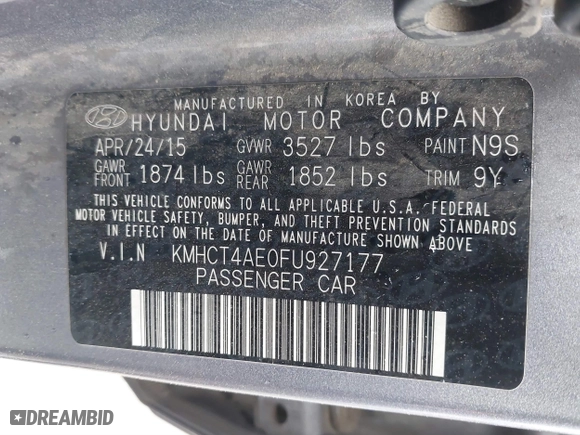 MANUFACTURED IN KOREA BY
HYUNDAI MOTOR COMPANY
APR/24/15 GVWR 3527 lbs PAINT N9S
GAWR FRONT 1874 lbs GAWR REAR 1852 lbs TRIM 9Y
THIS VEHICLE CONFORMS TO ALL APPLICABLE U.S.A. FEDERAL
MOTOR VEHICLE SAFETY, BUMPER, AND THEFT PREVENTION STANDARDS
IN EFFECT ON THE DATE OF MANUFACTURE SHOWN ABOVE
V.I.N KMHCT4AE0FU927177
PASSENGER CAR
DREAMBID